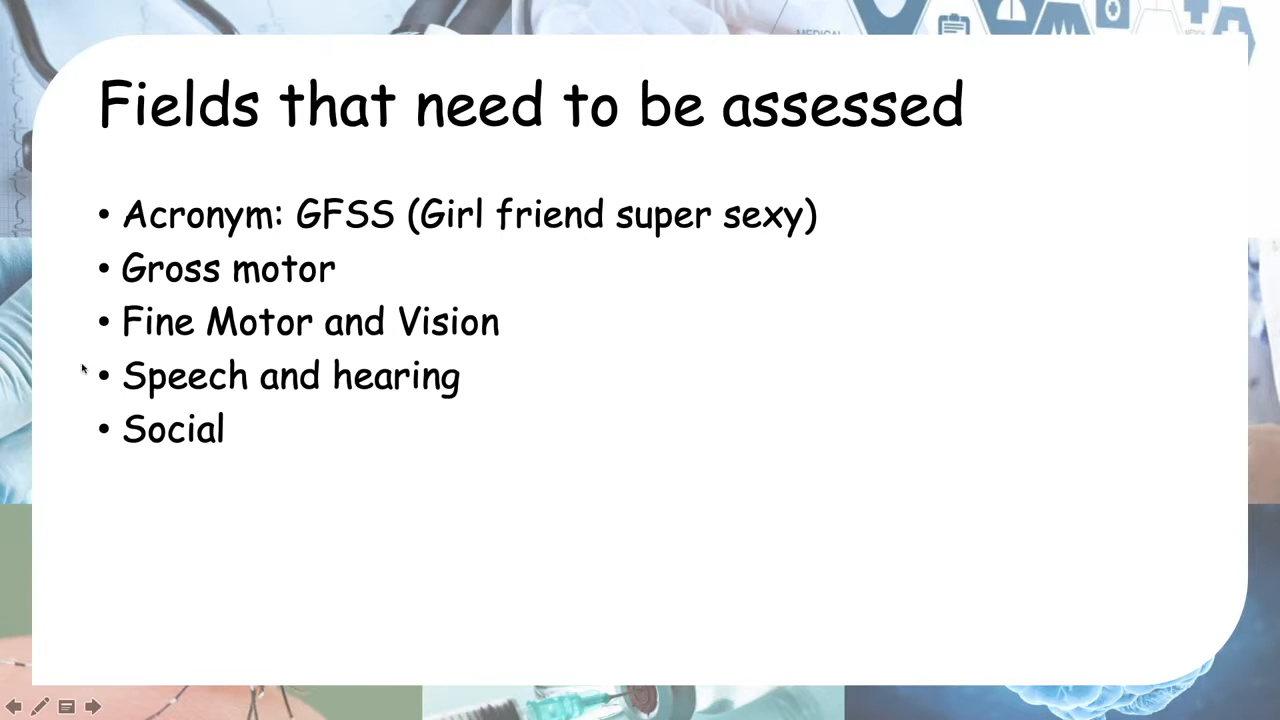 MEDICAL
Fields that need to be assessed
• Acronym: GFSS (Girl friend super sexy)
• Gross motor
• Fine Motor and Vision
• Speech and hearing
• Social